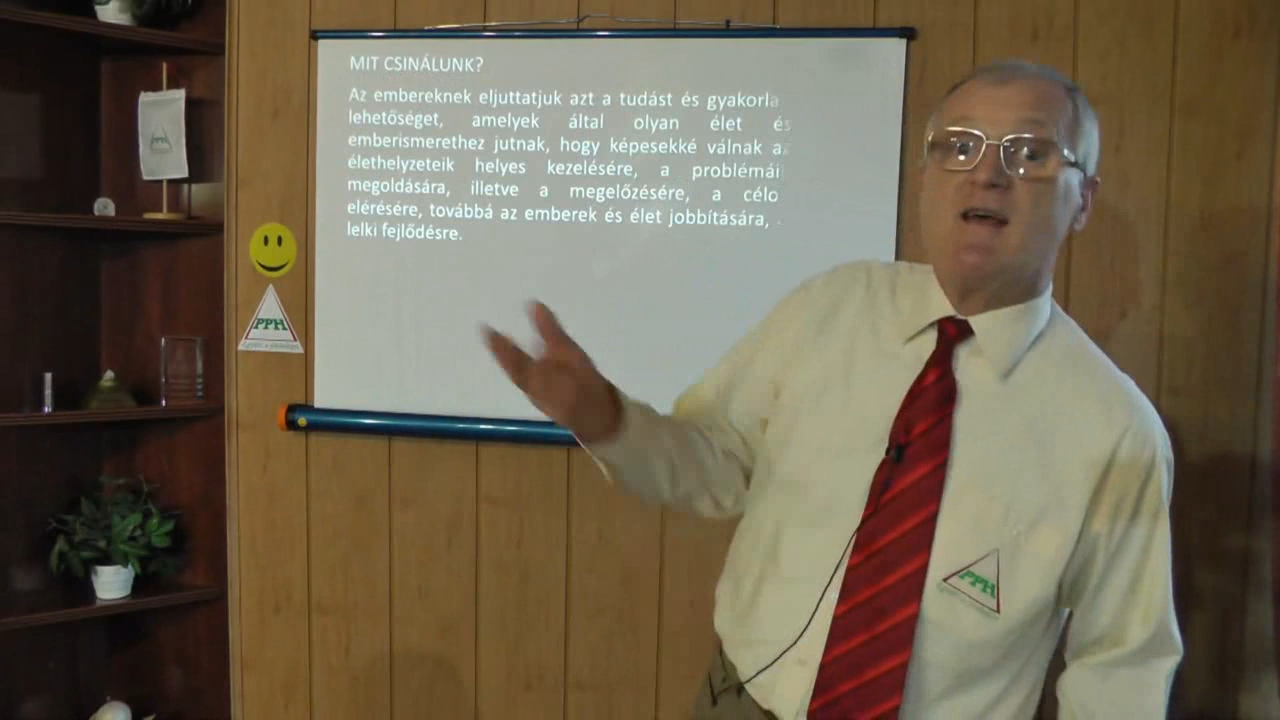 MIT CSINÁLUNK?
Az embereknek eljuttatjuk azt a tudást és gyakorla
lehetőséget, amelyek által olyan élet és
emberismerethez jutnak, hogy képesekké válnak az
élethelyzeteik helyes kezelésére, a problémái
megoldására, illetve a megelőzésére, a célo
elérésére, továbbá az emberek és élet jobbítására,
lelki fejlődésre.
PPH
PPH